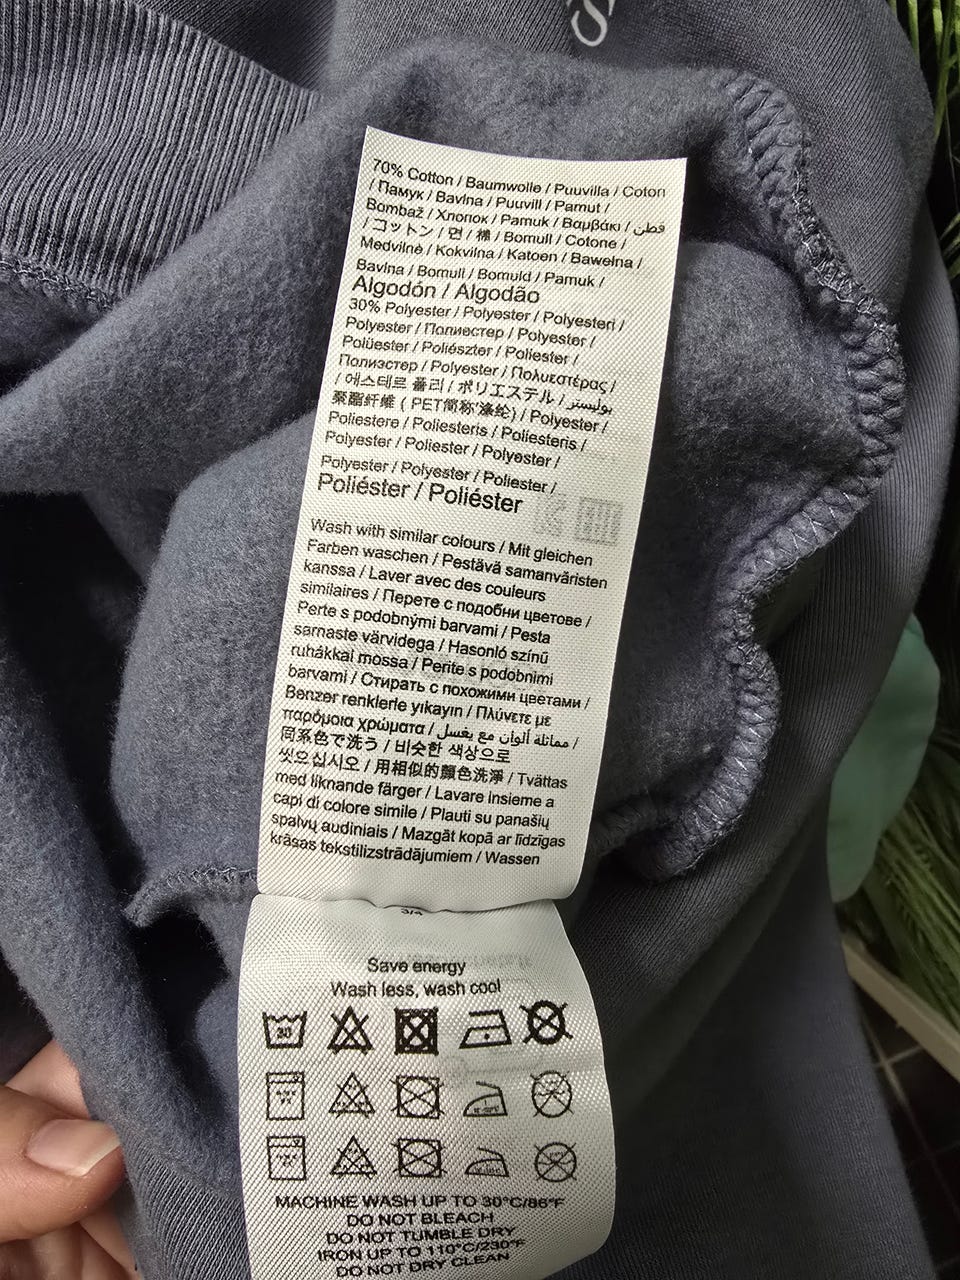 S
70% Cotton / Baumwolle / Puuvilla / Coton
/ Памук / Bavlna / Puuvill / Pamut /
Bombaž / Хлопок / Pamuk / Βαμβάκι / قطن
/ コットン / 면 / 棉 / Bomull / Cotone /
Medvilnė / Kokvilna / Katoen / Bawełna /
Bavlna / Bomull / Bomuld / Pamuk /
Algodón / Algodão
30% Polyester / Polyester / Polyesteri /
Polyester / Полиестер / Polyester /
Polüester / Poliészter / Poliester /
Полиэстер / Polyester / Πολυεστέρας /
/ 에스테르 폴리 / ポリエステル / بوليستر
聚酯纤维 ( PET简称'涤纶) / Polyester /
Poliestere / Poliesteris / Poliesteris /
Polyester / Poliester / Polyester /
Polyester / Polyester / Poliester /
Poliéster / Poliéster
Wash with similar colours / Mit gleichen
Farben waschen / Pestävä samanväristen
kanssa / Laver avec des couleurs
similaires / Перете с подобни цветове /
Perte s podobnými barvami / Pesta
sarnaste värvidega / Hasonló színű
ruhákkal mossa / Perite s podobnimi
barvami / Стирать с похожими цветами /
Benzer renklerle yıkayın / Πλύνετε με
παρόμοια χρώματα / مماثلة ألوان مع يغسل /
同系色で洗う / 비슷한 색상으로
씻으십시오 / 用相似的顏色洗淨 / Tvättas
med liknande färger / Lavare insieme a
capi di colore simile / Plauti su panašių
spalvų audiniais / Mazgāt kopā ar līdzīgas
krāsas tekstilizstrādājumiem / Wassen
3/4
Save energy
Wash less, wash cool
30
MACHINE WASH UP TO 30°C/86°F
DO NOT BLEACH
DO NOT TUMBLE DRY
IRON UP TO 110°C/230°F
DO NOT DRY CLEAN